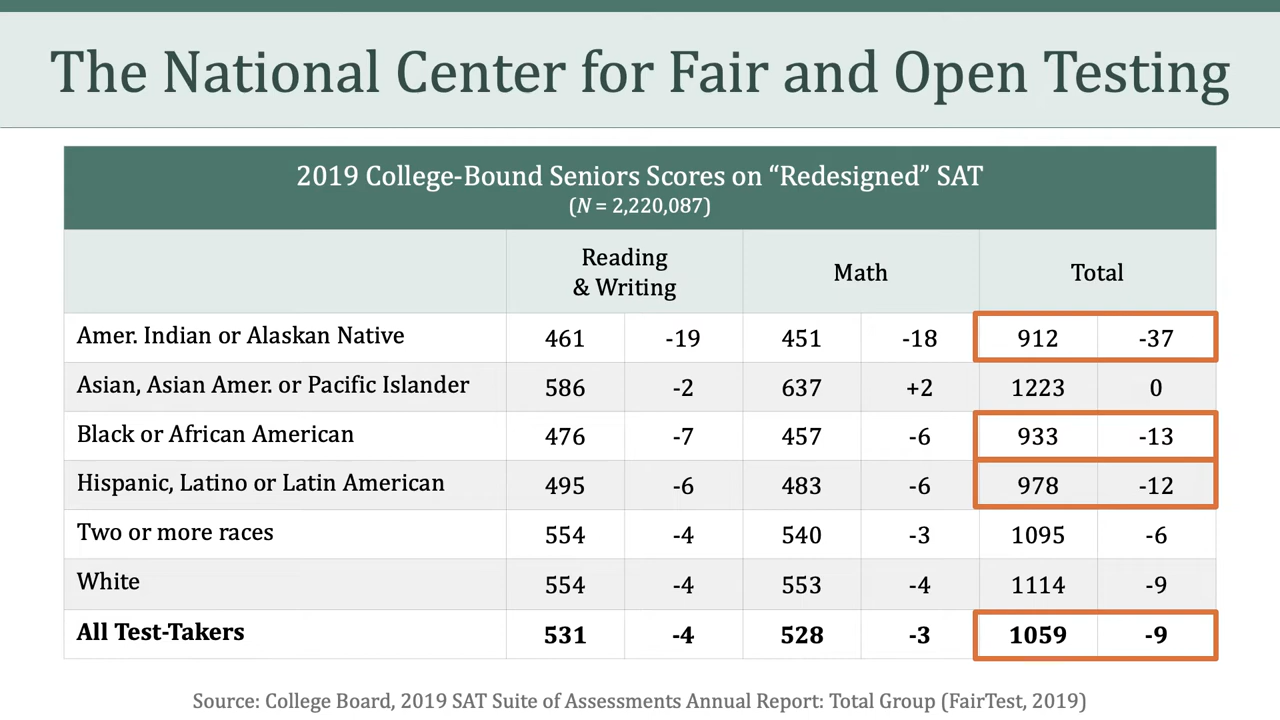 The National Center for Fair and Open Testing
2019 College-Bound Seniors Scores on “Redesigned” SAT
(N = 2,220,087)
Reading & Writing Math Total
Amer. Indian or Alaskan Native 461 -19 451 -18 912 -37
Asian, Asian Amer. or Pacific Islander 586 -2 637 +2 1223 0
Black or African American 476 -7 457 -6 933 -13
Hispanic, Latino or Latin American 495 -6 483 -6 978 -12
Two or more races 554 -4 540 -3 1095 -6
White 554 -4 553 -4 1114 -9
All Test-Takers 531 -4 528 -3 1059 -9
Source: College Board, 2019 SAT Suite of Assessments Annual Report: Total Group (FairTest, 2019)